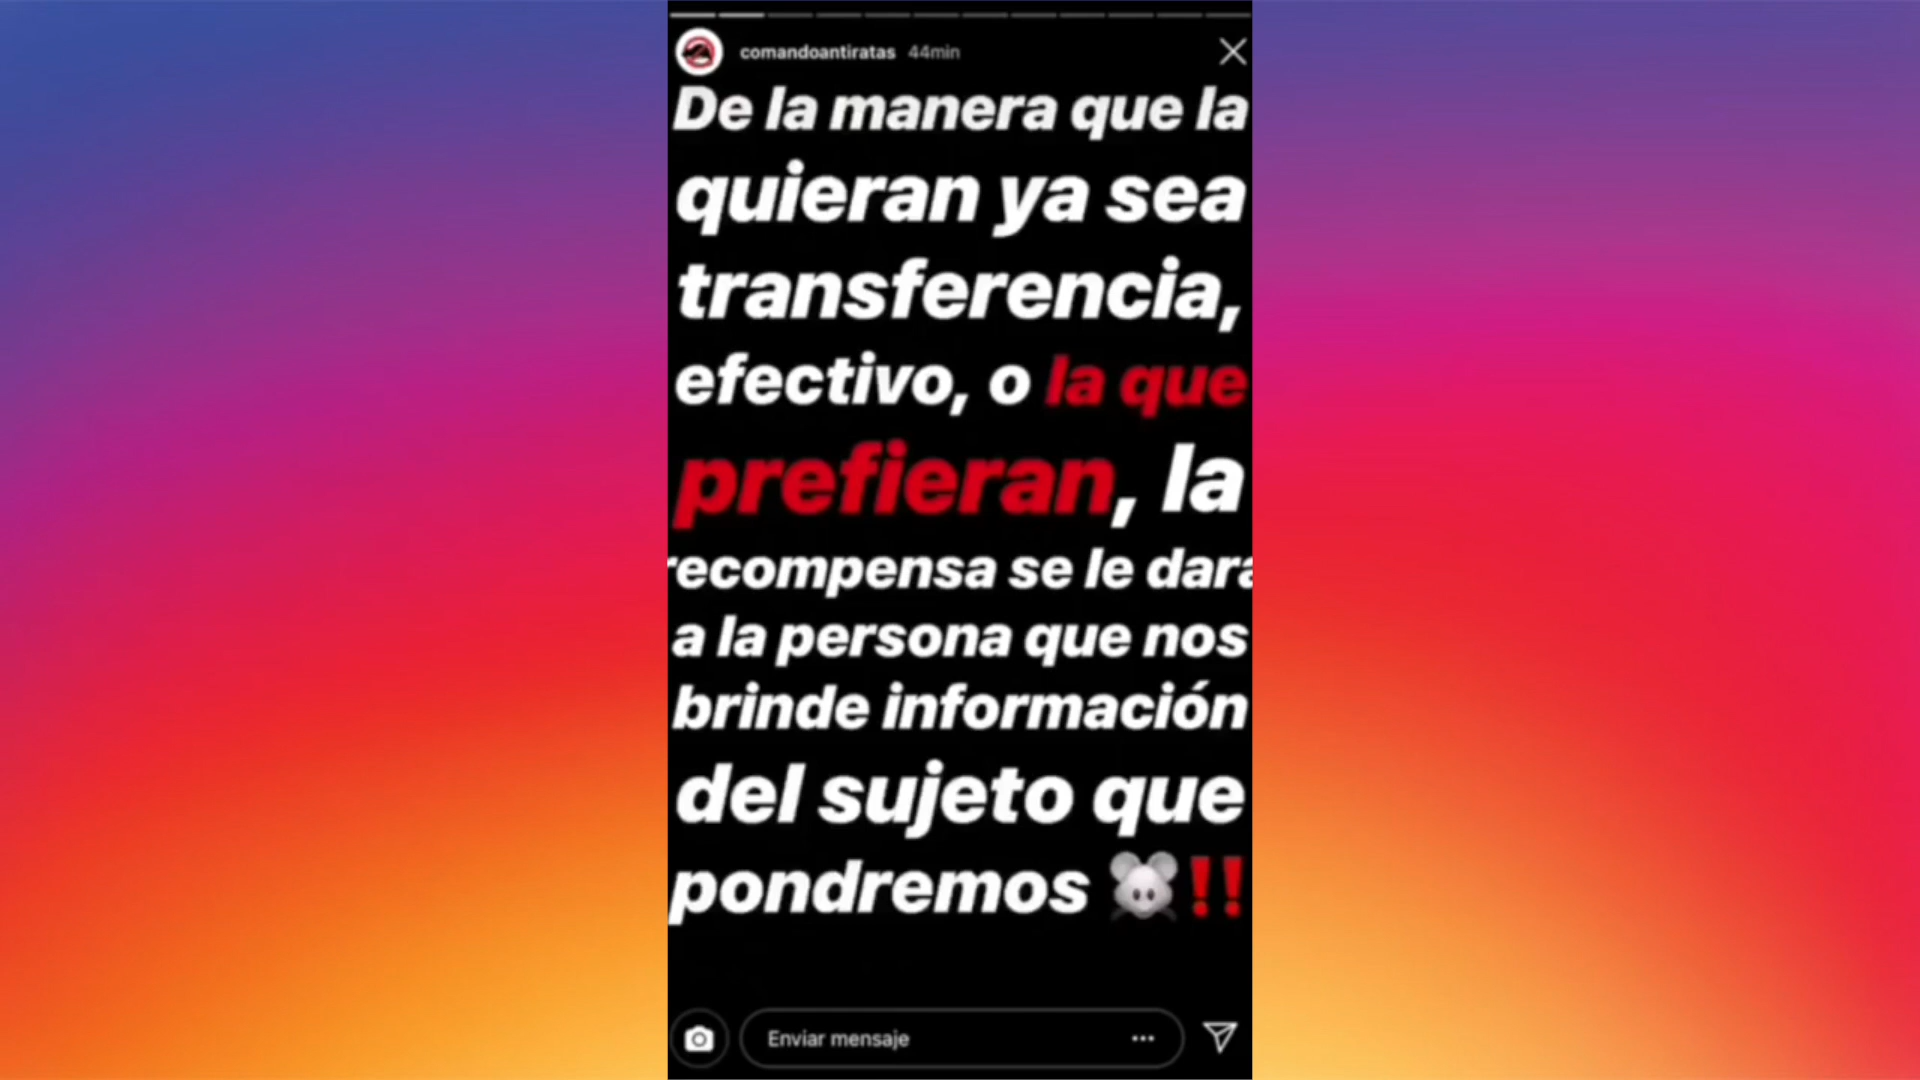 comandoantiratas 44min
De la manera que la
quieran ya sea
transferencia,
efectivo, o la que
prefieran, la
recompensa se le dara
a la persona que nos
brinde información
del sujeto que
pondremos 🐭‼️
Enviar mensaje